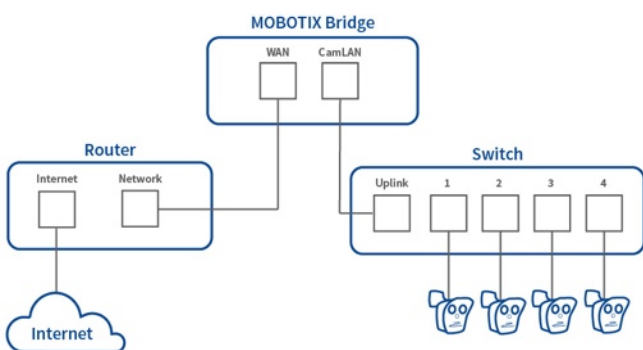 MOBOTIX Bridge
WAN CamLAN
Router
Internet Network
Switch
Uplink 1 2 3 4
Internet